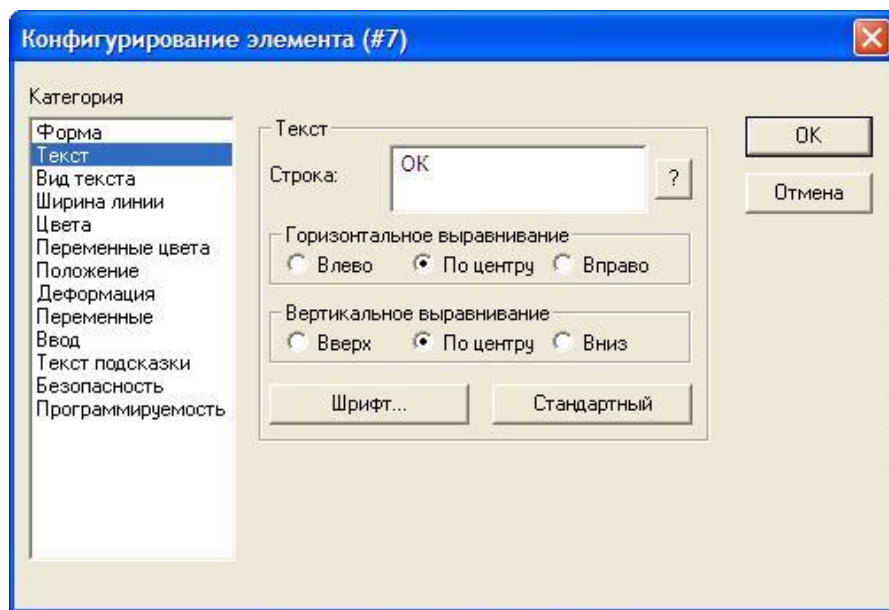 Конфигурирование элемента (#7)
Категория
Форма
Текст
Вид текста
Ширина линии
Цвета
Переменные цвета
Положение
Деформация
Переменные
Ввод
Текст подсказки
Безопасность
Программируемость
Текст
Строка:
OK
?
Горизонтальное выравнивание
Влево По центру Вправо
Вертикальное выравнивание
Вверх По центру Вниз
Шрифт... Стандартный
OK
Отмена